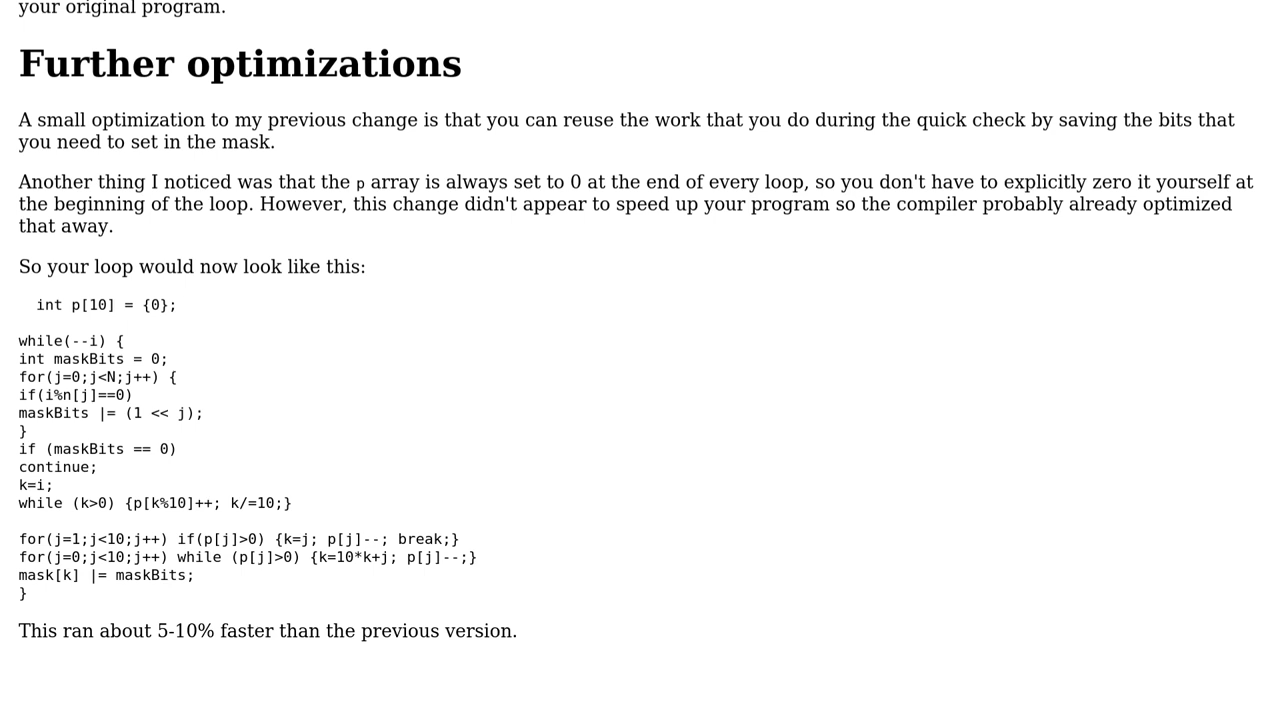 your original program.
Further optimizations
A small optimization to my previous change is that you can reuse the work that you do during the quick check by saving the bits that
you need to set in the mask.
Another thing I noticed was that the p array is always set to 0 at the end of every loop, so you don't have to explicitly zero it yourself at
the beginning of the loop. However, this change didn't appear to speed up your program so the compiler probably already optimized
that away.
So your loop would now look like this:
int p[10] = {0};
while(--i) {
int maskBits = 0;
for(j=0;j<N;j++) {
if(i%n[j]==0)
maskBits |= (1 << j);
}
if (maskBits == 0)
continue;
k=i;
while (k>0) {p[k%10]++; k/=10;}
for(j=1;j<10;j++) if(p[j]>0) {k=j; p[j]--; break;}
for(j=0;j<10;j++) while (p[j]>0) {k=10*k+j; p[j]--;}
mask[k] |= maskBits;
}
This ran about 5-10% faster than the previous version.